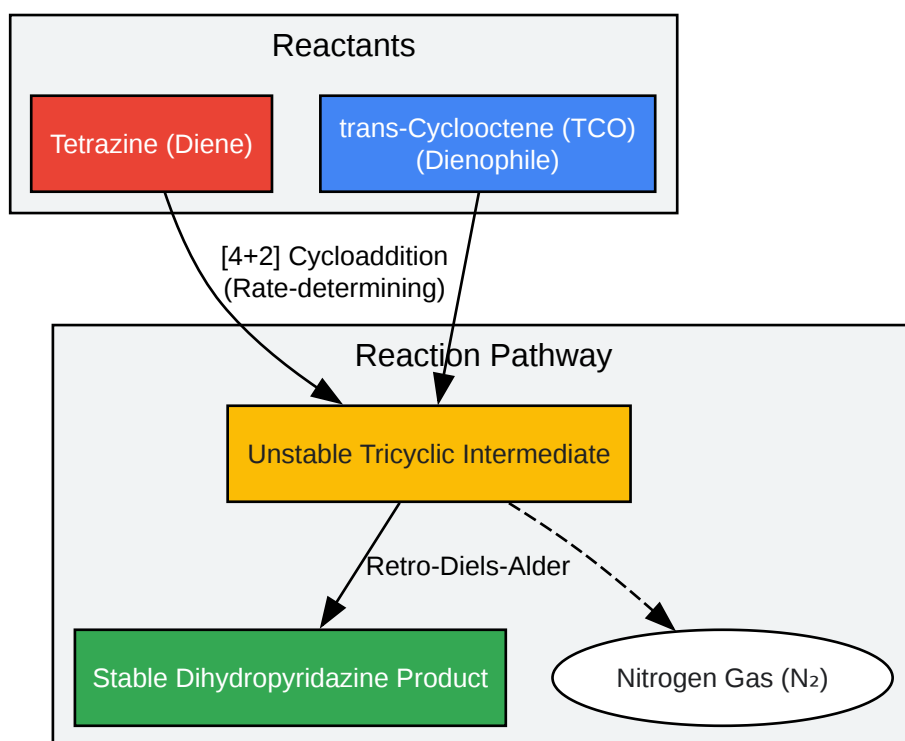 Reactants
Tetrazine (Diene)
trans-Cyclooctene (TCO)
(Dienophile)
[4+2] Cycloaddition
(Rate-determining)
Reaction Pathway
Unstable Tricyclic Intermediate
Retro-Diels-Alder
Stable Dihydropyridazine Product
Nitrogen Gas (N₂)